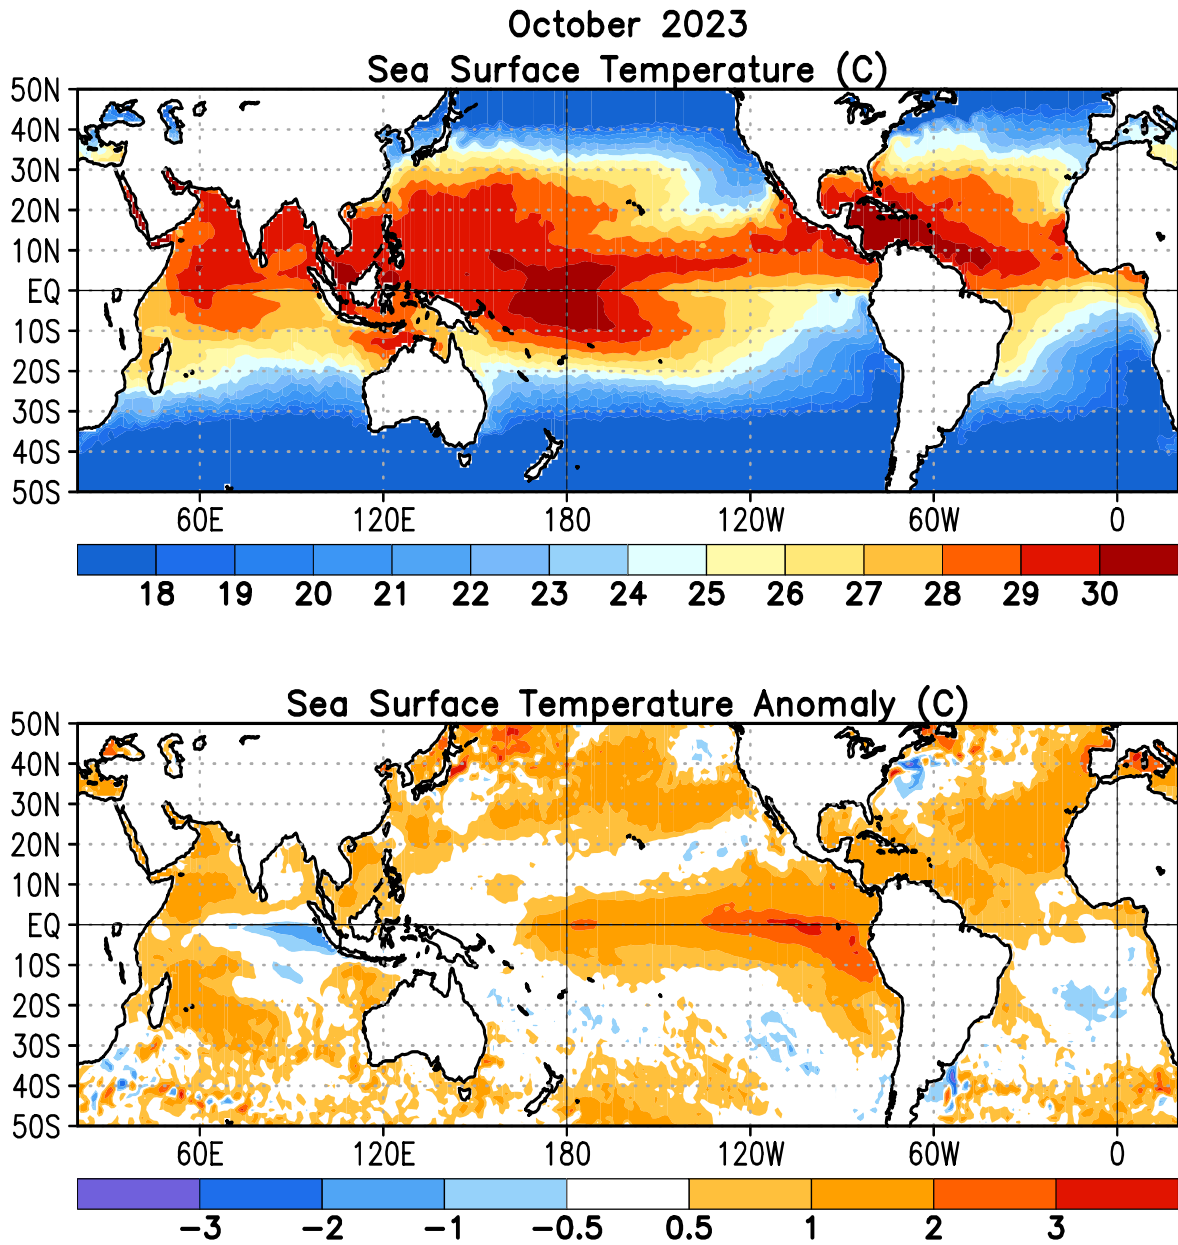 October 2023
Sea Surface Temperature (C)
50N
40N
30N
20N
10N
EQ
10S
20S
30S
40S
50S
60E 120E 180 120W 60W 0
18 19 20 21 22 23 24 25 26 27 28 29 30
Sea Surface Temperature Anomaly (C)
50N
40N
30N
20N
10N
EQ
10S
20S
30S
40S
50S
60E 120E 180 120W 60W 0
-3 -2 -1 -0.5 0.5 1 2 3